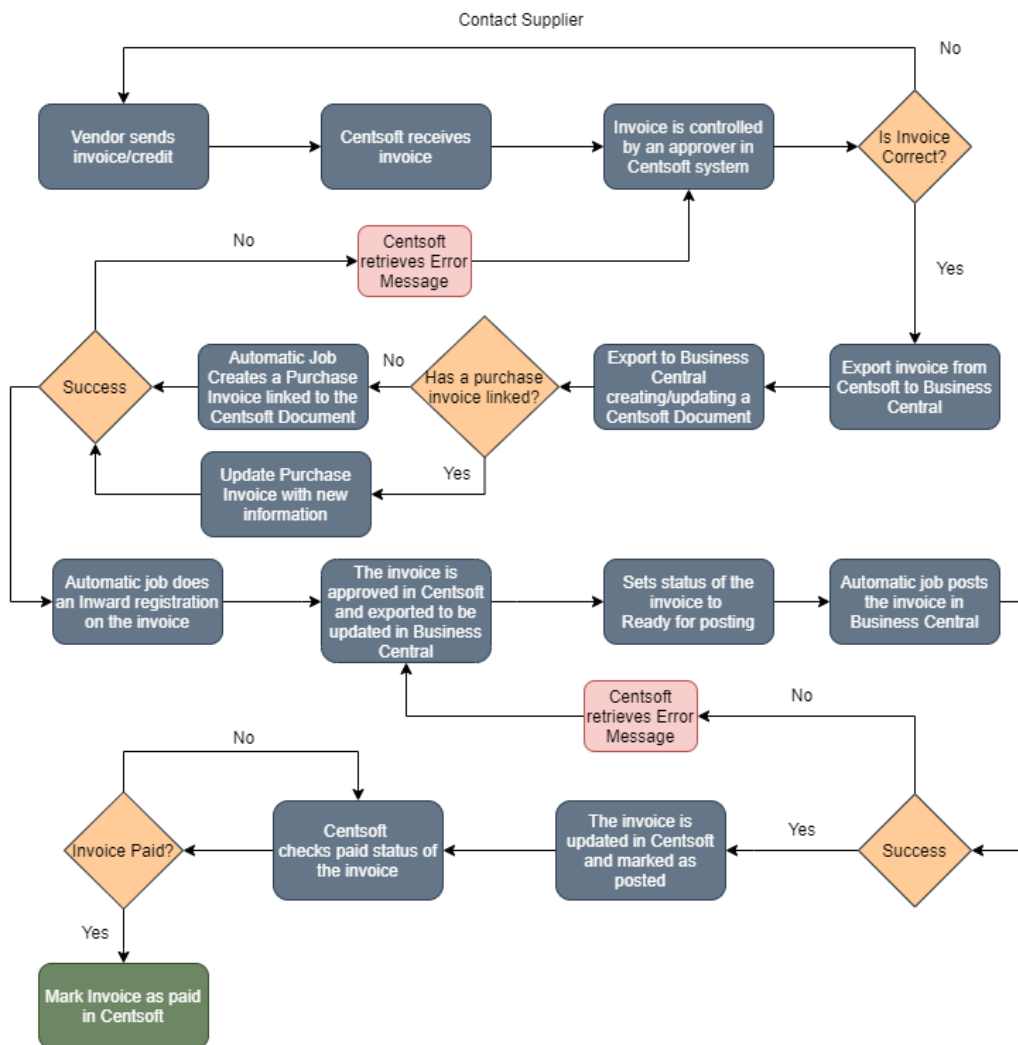 Contact Supplier
No
Vendor sends
invoice/credit
Centsoft receives
invoice
Invoice is controlled
by an approver in
Centsoft system
Is Invoice
Correct?
No
Centsoft
retrieves Error
Message
Yes
Success
Automatic Job
Creates a Purchase
Invoice linked to the
Centsoft Document
No
Has a purchase
invoice linked?
Export to Business
Central
creating/updating a
Centsoft Document
Export invoice from
Centsoft to Business
Central
Yes
Update Purchase
Invoice with new
information
Automatic job does
an Inward registration
on the invoice
The invoice is
approved in Centsoft
and exported to be
updated in Business
Central
Sets status of the
invoice to
Ready for posting
Automatic job posts
the invoice in
Business Central
Centsoft
retrieves Error
Message
No
No
Invoice Paid?
Centsoft
checks paid status of
the invoice
The invoice is
updated in Centsoft
and marked as
posted
Yes
Success
Yes
Mark Invoice as paid
in Centsoft